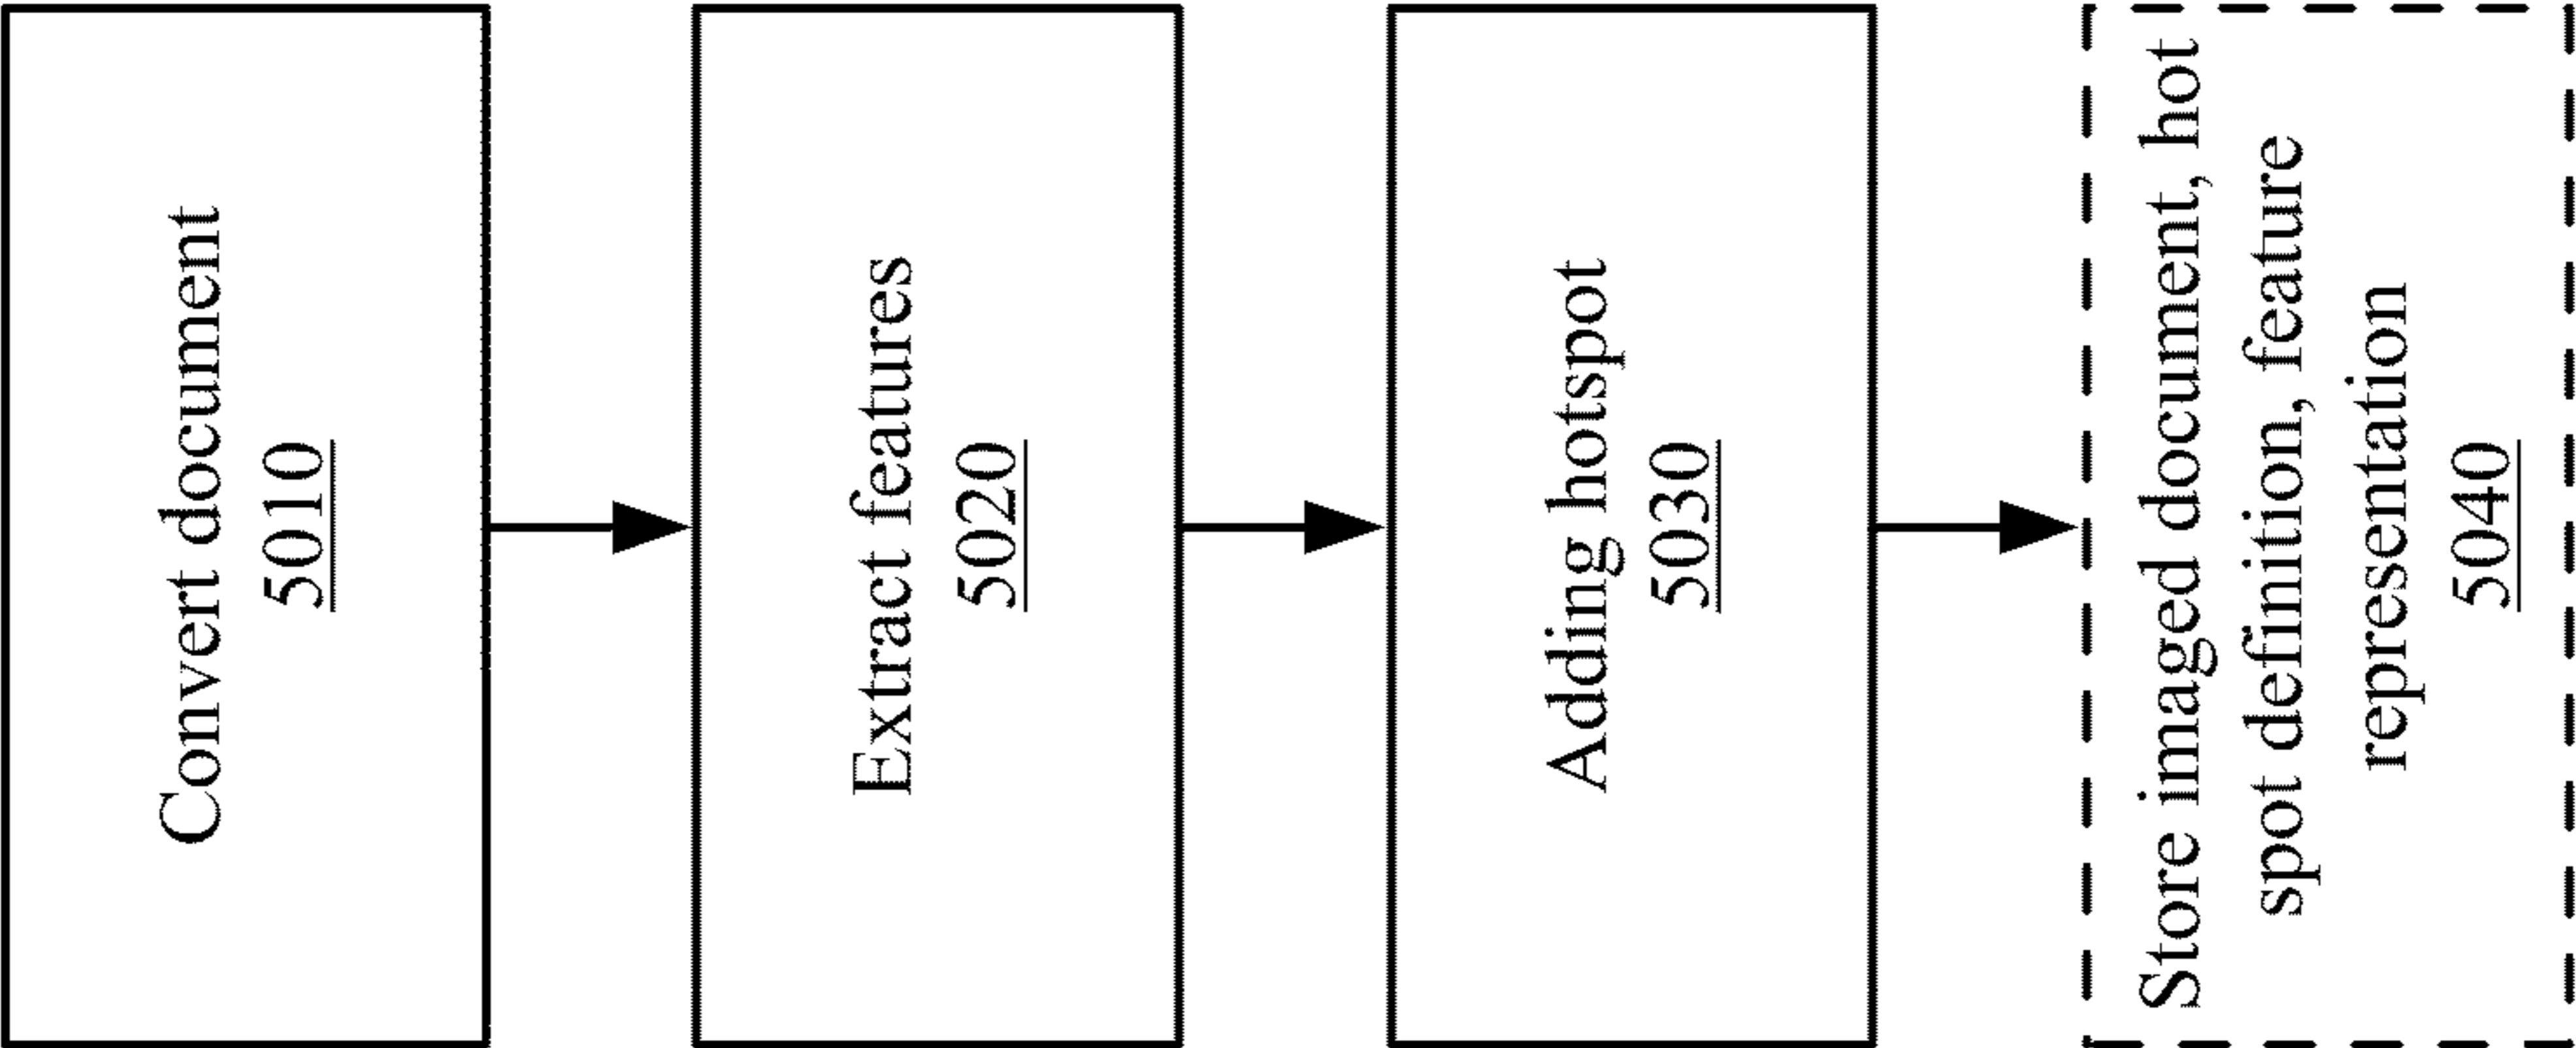 Convert document
5010
Extract features
5020
Adding hotspot
5030
Store imaged document, hot
spot definition, feature
representation
5040